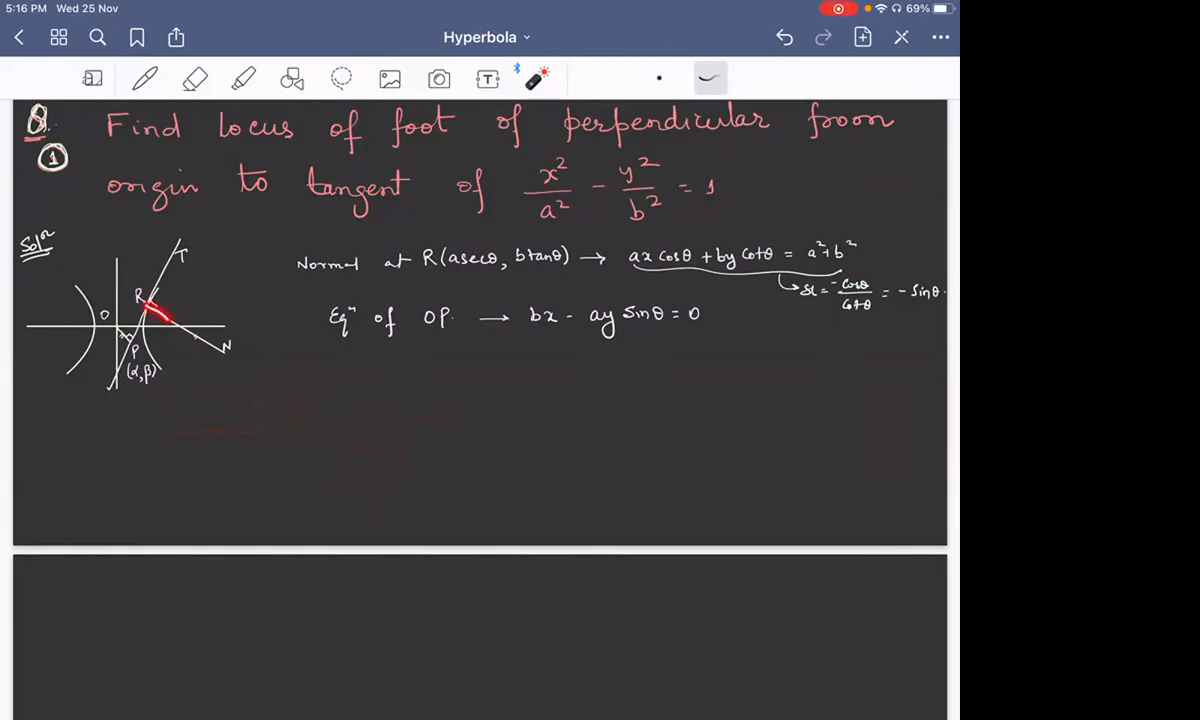 5:16 PM Wed 25 Nov
69%
Hyperbola
T
Q. Find locus of foot of perpendicular from
① origin to tangent of x²/a² − y²/b² = 1
Solⁿ
T
R
O
P
(α, β)
N
Normal at R(a secθ, b tanθ) → ax cosθ + by cotθ = a² + b²
= − cosθ/cotθ = − sinθ.
Eqⁿ of OP. → bx − ay sinθ = 0